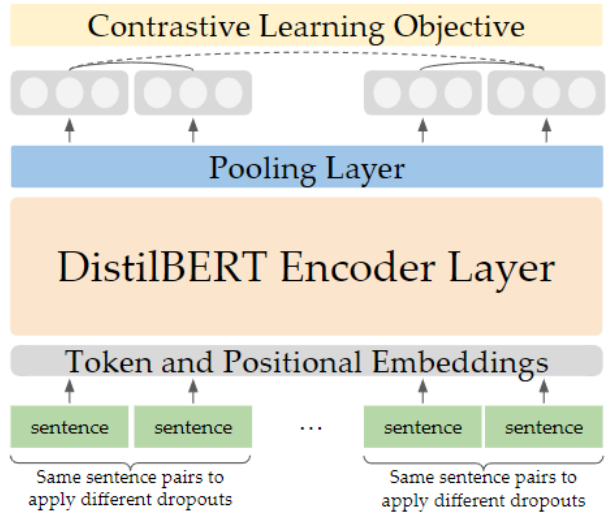 Contrastive Learning Objective
Pooling Layer
DistilBERT Encoder Layer
Token and Positional Embeddings
sentence sentence ... sentence sentence
Same sentence pairs to
apply different dropouts
Same sentence pairs to
apply different dropouts